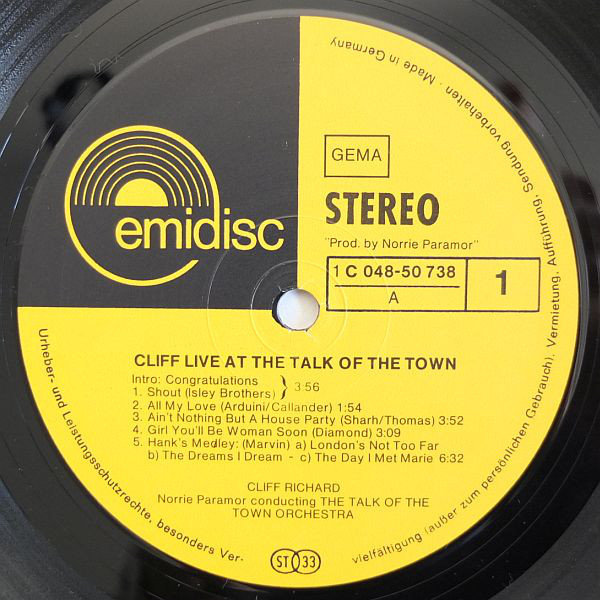 emidisc
GEMA
STEREO
"Prod. by Norrie Paramor"
1 C 048-50 738
A
1
CLIFF LIVE AT THE TALK OF THE TOWN
Intro: Congratulations
1. Shout (Isley Brothers) } 3:56
2. All My Love (Arduini/Callander) 1:54
3. Ain't Nothing But A House Party (Sharh/Thomas) 3:52
4. Girl You'll Be Woman Soon (Diamond) 3:09
5. Hank's Medley: (Marvin) a) London's Not Too Far
b) The Dreams I Dream - c) The Day I Met Marie 6:32
CLIFF RICHARD
Norrie Paramor conducting THE TALK OF THE
TOWN ORCHESTRA
ST 33
Urheber- und Leistungsschutzrechte, besonders Ver-
vielfältigung (außer zum persönlichen Gebrauch), Vermietung, Aufführung, Sendung vorbehalten · Made in Germany